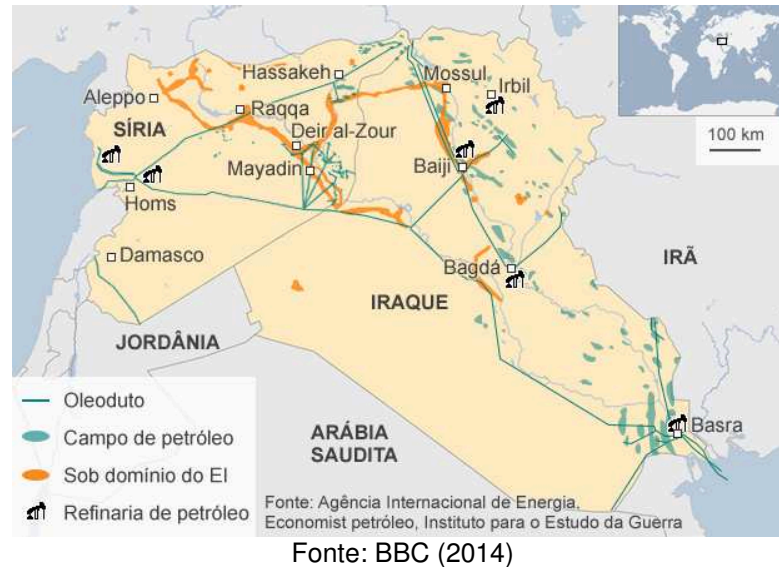 Hassakeh
Mossul
Irbil
Aleppo
Raqqa
100 km
SÍRIA
Deir al-Zour
Mayadin
Baiji
Homs
Damasco
Bagdá
IRÃ
IRAQUE
JORDÂNIA
Oleoduto
Campo de petróleo
ARÁBIA
SAUDITA
Basra
Sob domínio do EI
Refinaria de petróleo
Fonte: Agência Internacional de Energia,
Economist petróleo, Instituto para o Estudo da Guerra
Fonte: BBC (2014)